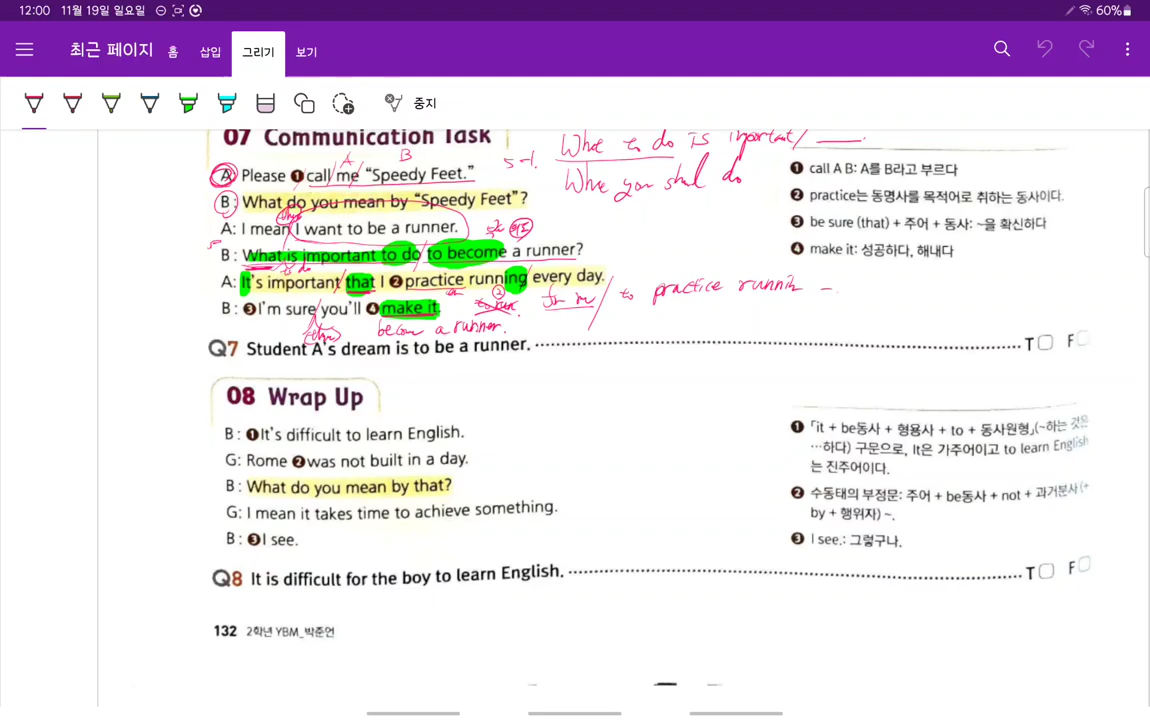 12:00 11월 19일 일요일 60%
최근 페이지 홈 삽입 그리기 보기
중지
07 Communication Task
What to do is important/
What you do
A B
A: Please ❶call me “Speedy Feet.”
B: What do you mean by “Speedy Feet”?
A: I mean I want to be a runner.
B: What is important to do to become a runner?
A: It's important that I ❷practice running every day.
for me / to practice runnin
B: ❸I'm sure you'll ❹make it.
become a runner.
❶ call A B: A를 B라고 부르다
❷ practice는 동명사를 목적어로 취하는 동사이다.
❸ be sure (that) + 주어 + 동사: ~을 확신하다
❹ make it: 성공하다, 해내다
Q7 Student A's dream is to be a runner. T F
08 Wrap Up
B: ❶It's difficult to learn English.
G: Rome ❷was not built in a day.
B: What do you mean by that?
G: I mean it takes time to achieve something.
B: ❸I see.
❶ 「it + be동사 + 형용사 + to + 동사원형」(~하는 것은
…하다) 구문으로, It은 가주어이고 to learn English
는 진주어이다.
❷ 수동태의 부정문: 주어 + be동사 + not + 과거분사(+
by + 행위자) ~.
❸ I see.: 그렇구나.
Q8 It is difficult for the boy to learn English. T F
132 2학년 YBM_박준언